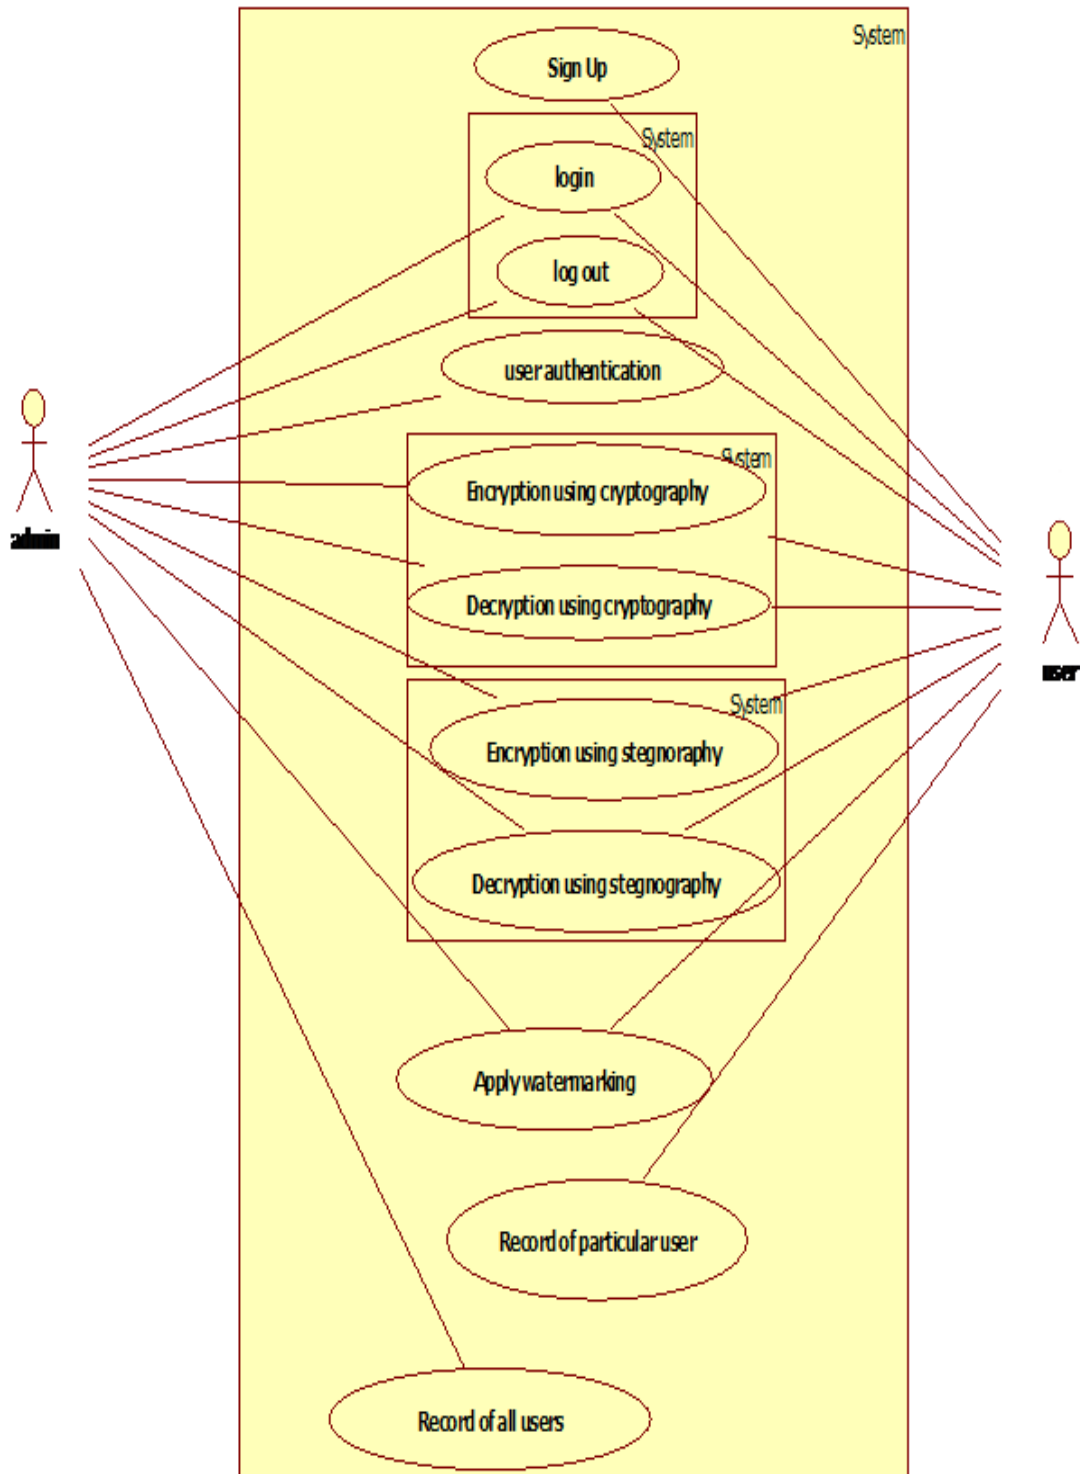 System
Sign Up
System
login
log out
user authentication
admin
System
Encryption using cryptography
Decryption using cryptography
user
System
Encryption using stegnoraphy
Decryption using stegnography
Apply watermarking
Record of particular user
Record of all users